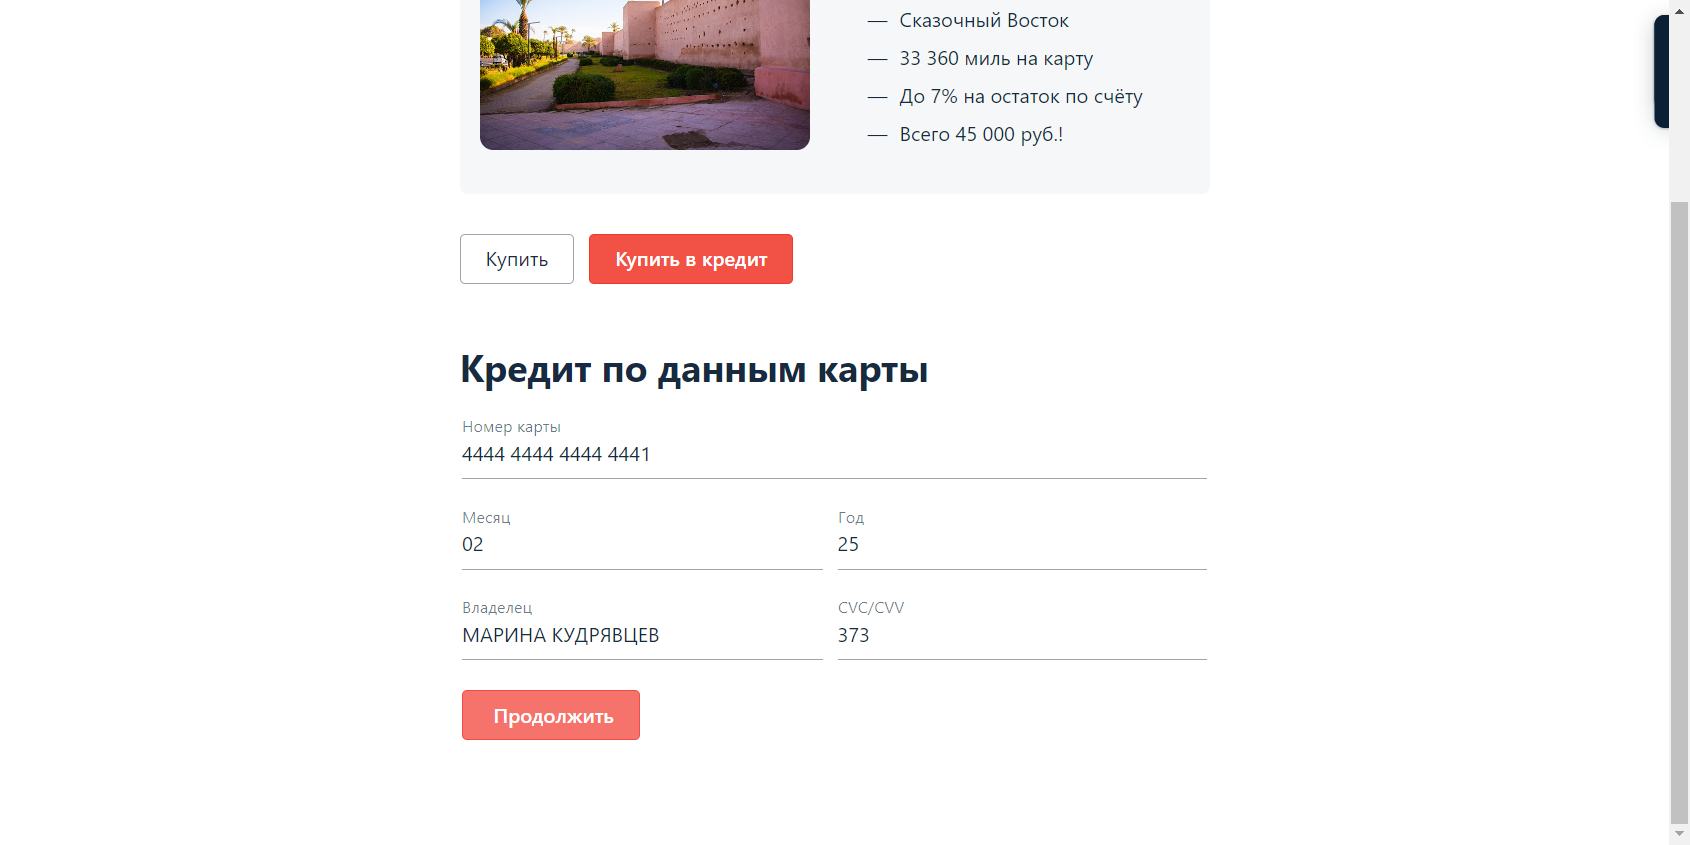 — Сказочный Восток
— 33 360 миль на карту
— До 7% на остаток по счёту
— Всего 45 000 руб.!
Купить
Купить в кредит
Кредит по данным карты
Номер карты
4444 4444 4444 4441
Месяц
Год
02
25
Владелец
CVC/CVV
МАРИНА КУДРЯВЦЕВ
373
Продолжить